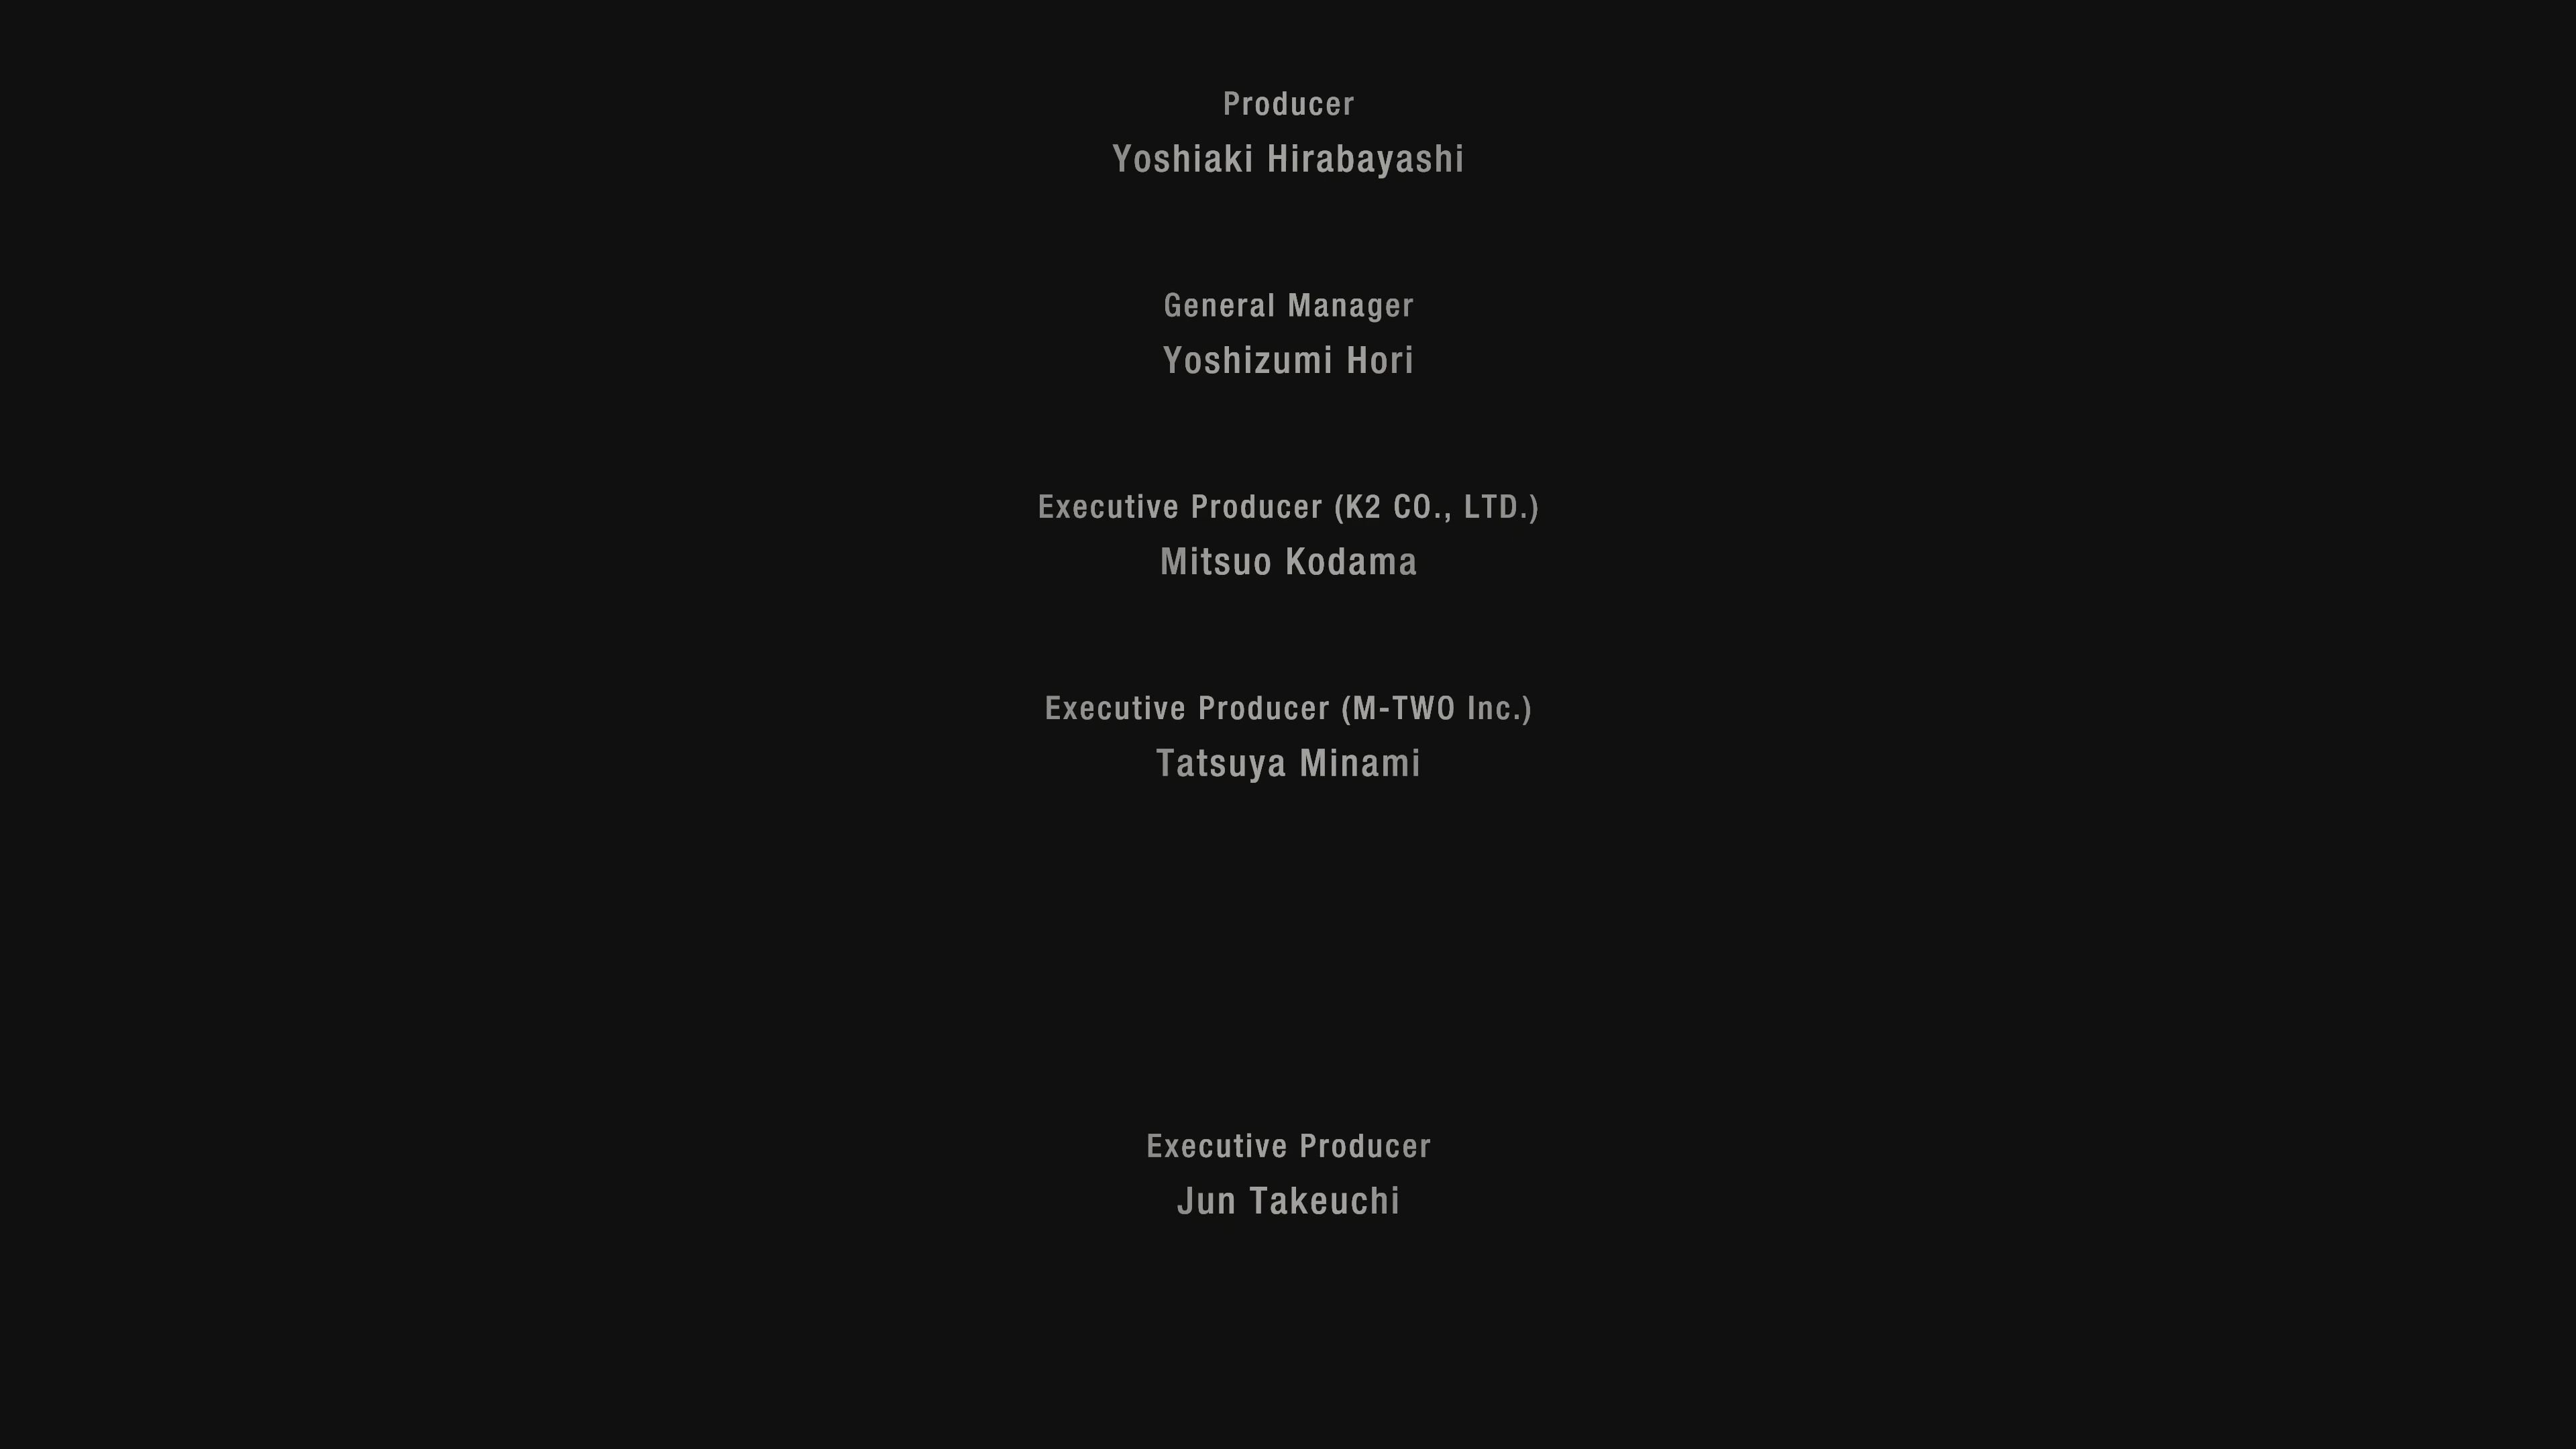 Producer
Yoshiaki Hirabayashi
General Manager
Yoshizumi Hori
Executive Producer (K2 CO., LTD.)
Mitsuo Kodama
Executive Producer (M-TWO Inc.)
Tatsuya Minami
Executive Producer
Jun Takeuchi